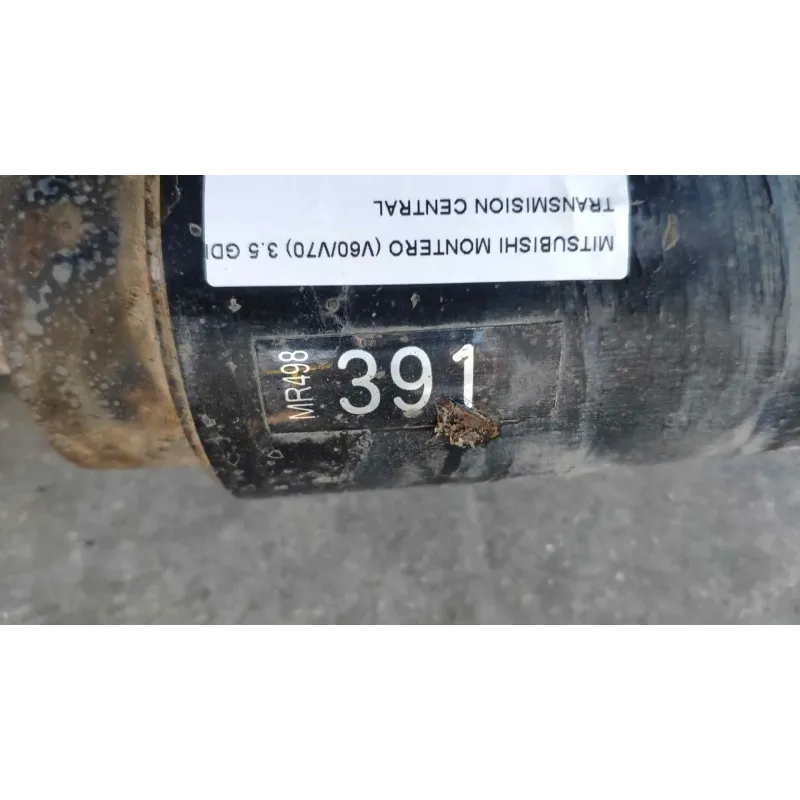 MITSUBISHI MONTERO (V60/V70) 3.5 GDI
TRANSMISION CENTRAL
MR498
391